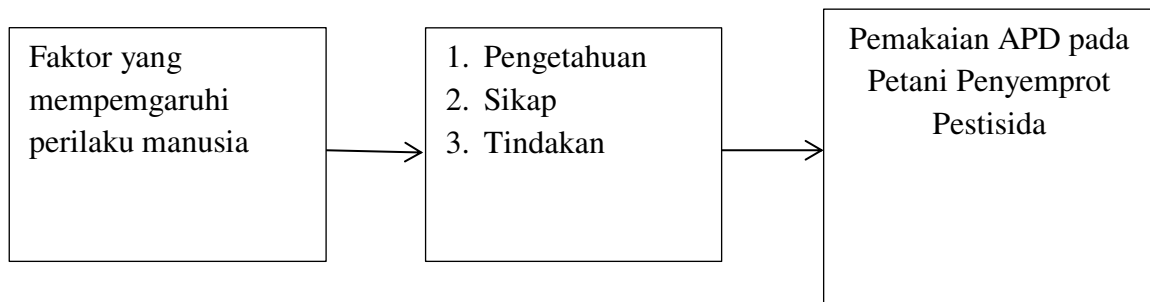 Faktor yang
mempemgaruhi
perilaku manusia
1. Pengetahuan
2. Sikap
3. Tindakan
Pemakaian APD pada
Petani Penyemprot
Pestisida